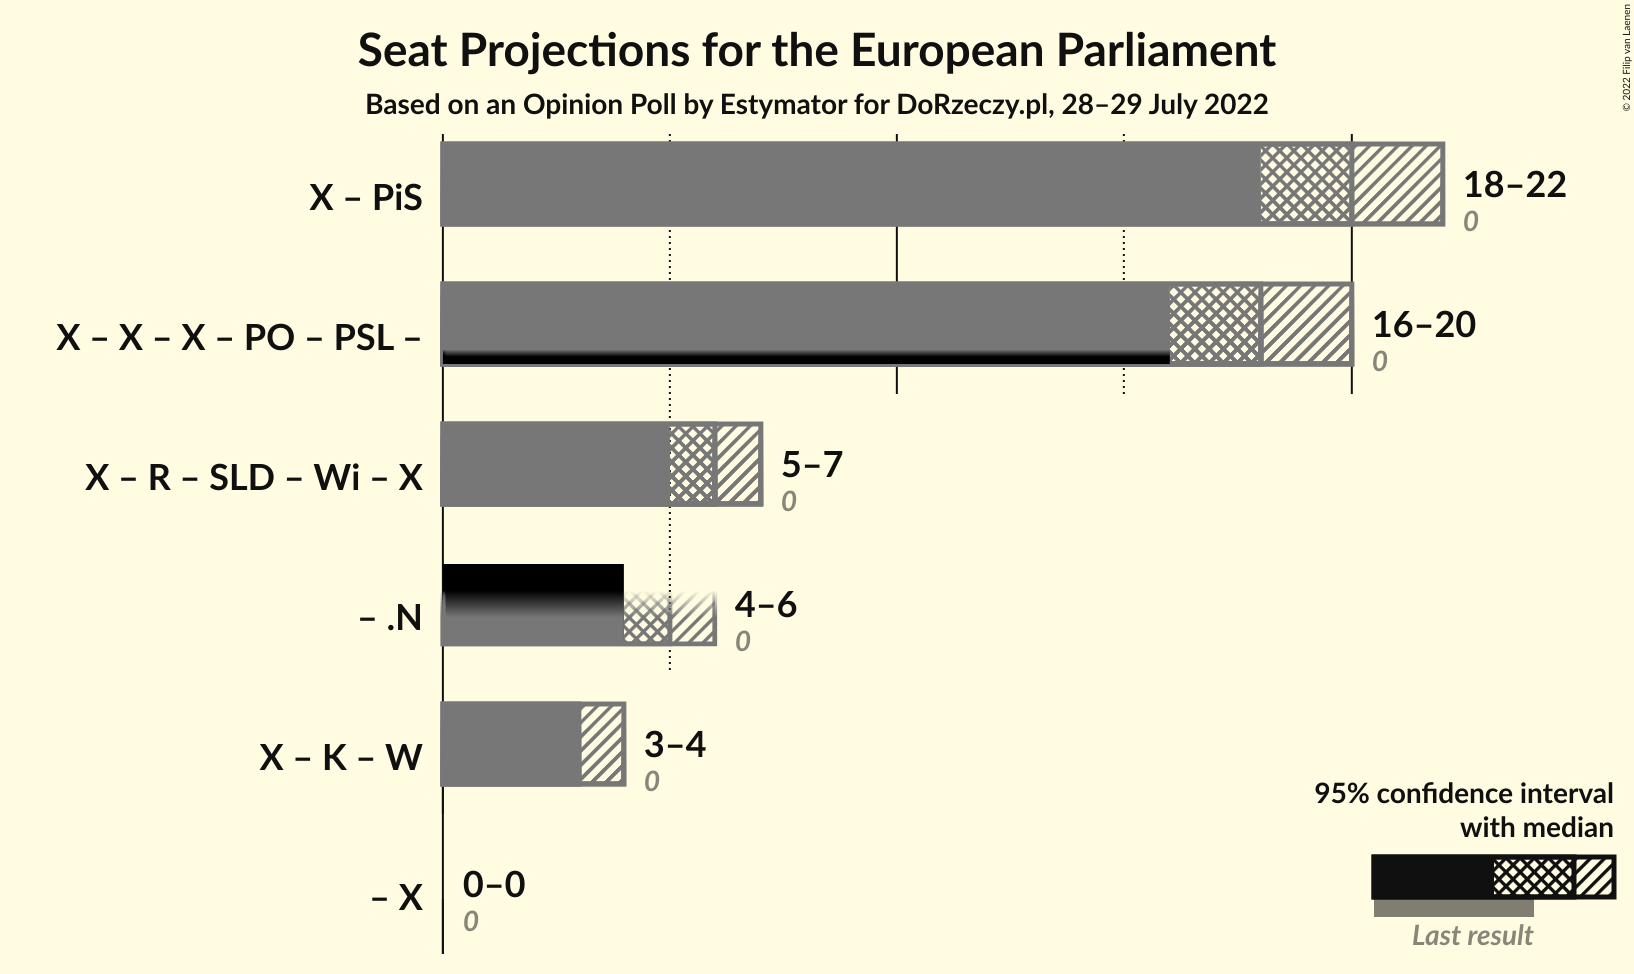 Seat Projections for the European Parliament
Based on an Opinion Poll by Estymator for DoRzeczy.pl, 28–29 July 2022
© 2022 Filip van Laenen
X – PiS
18–22
0
X – X – X – PO – PSL –
16–20
0
X – R – SLD – Wi – X
5–7
0
– .N
4–6
0
X – K – W
3–4
0
– X
0–0
0
95% confidence interval
with median
Last result